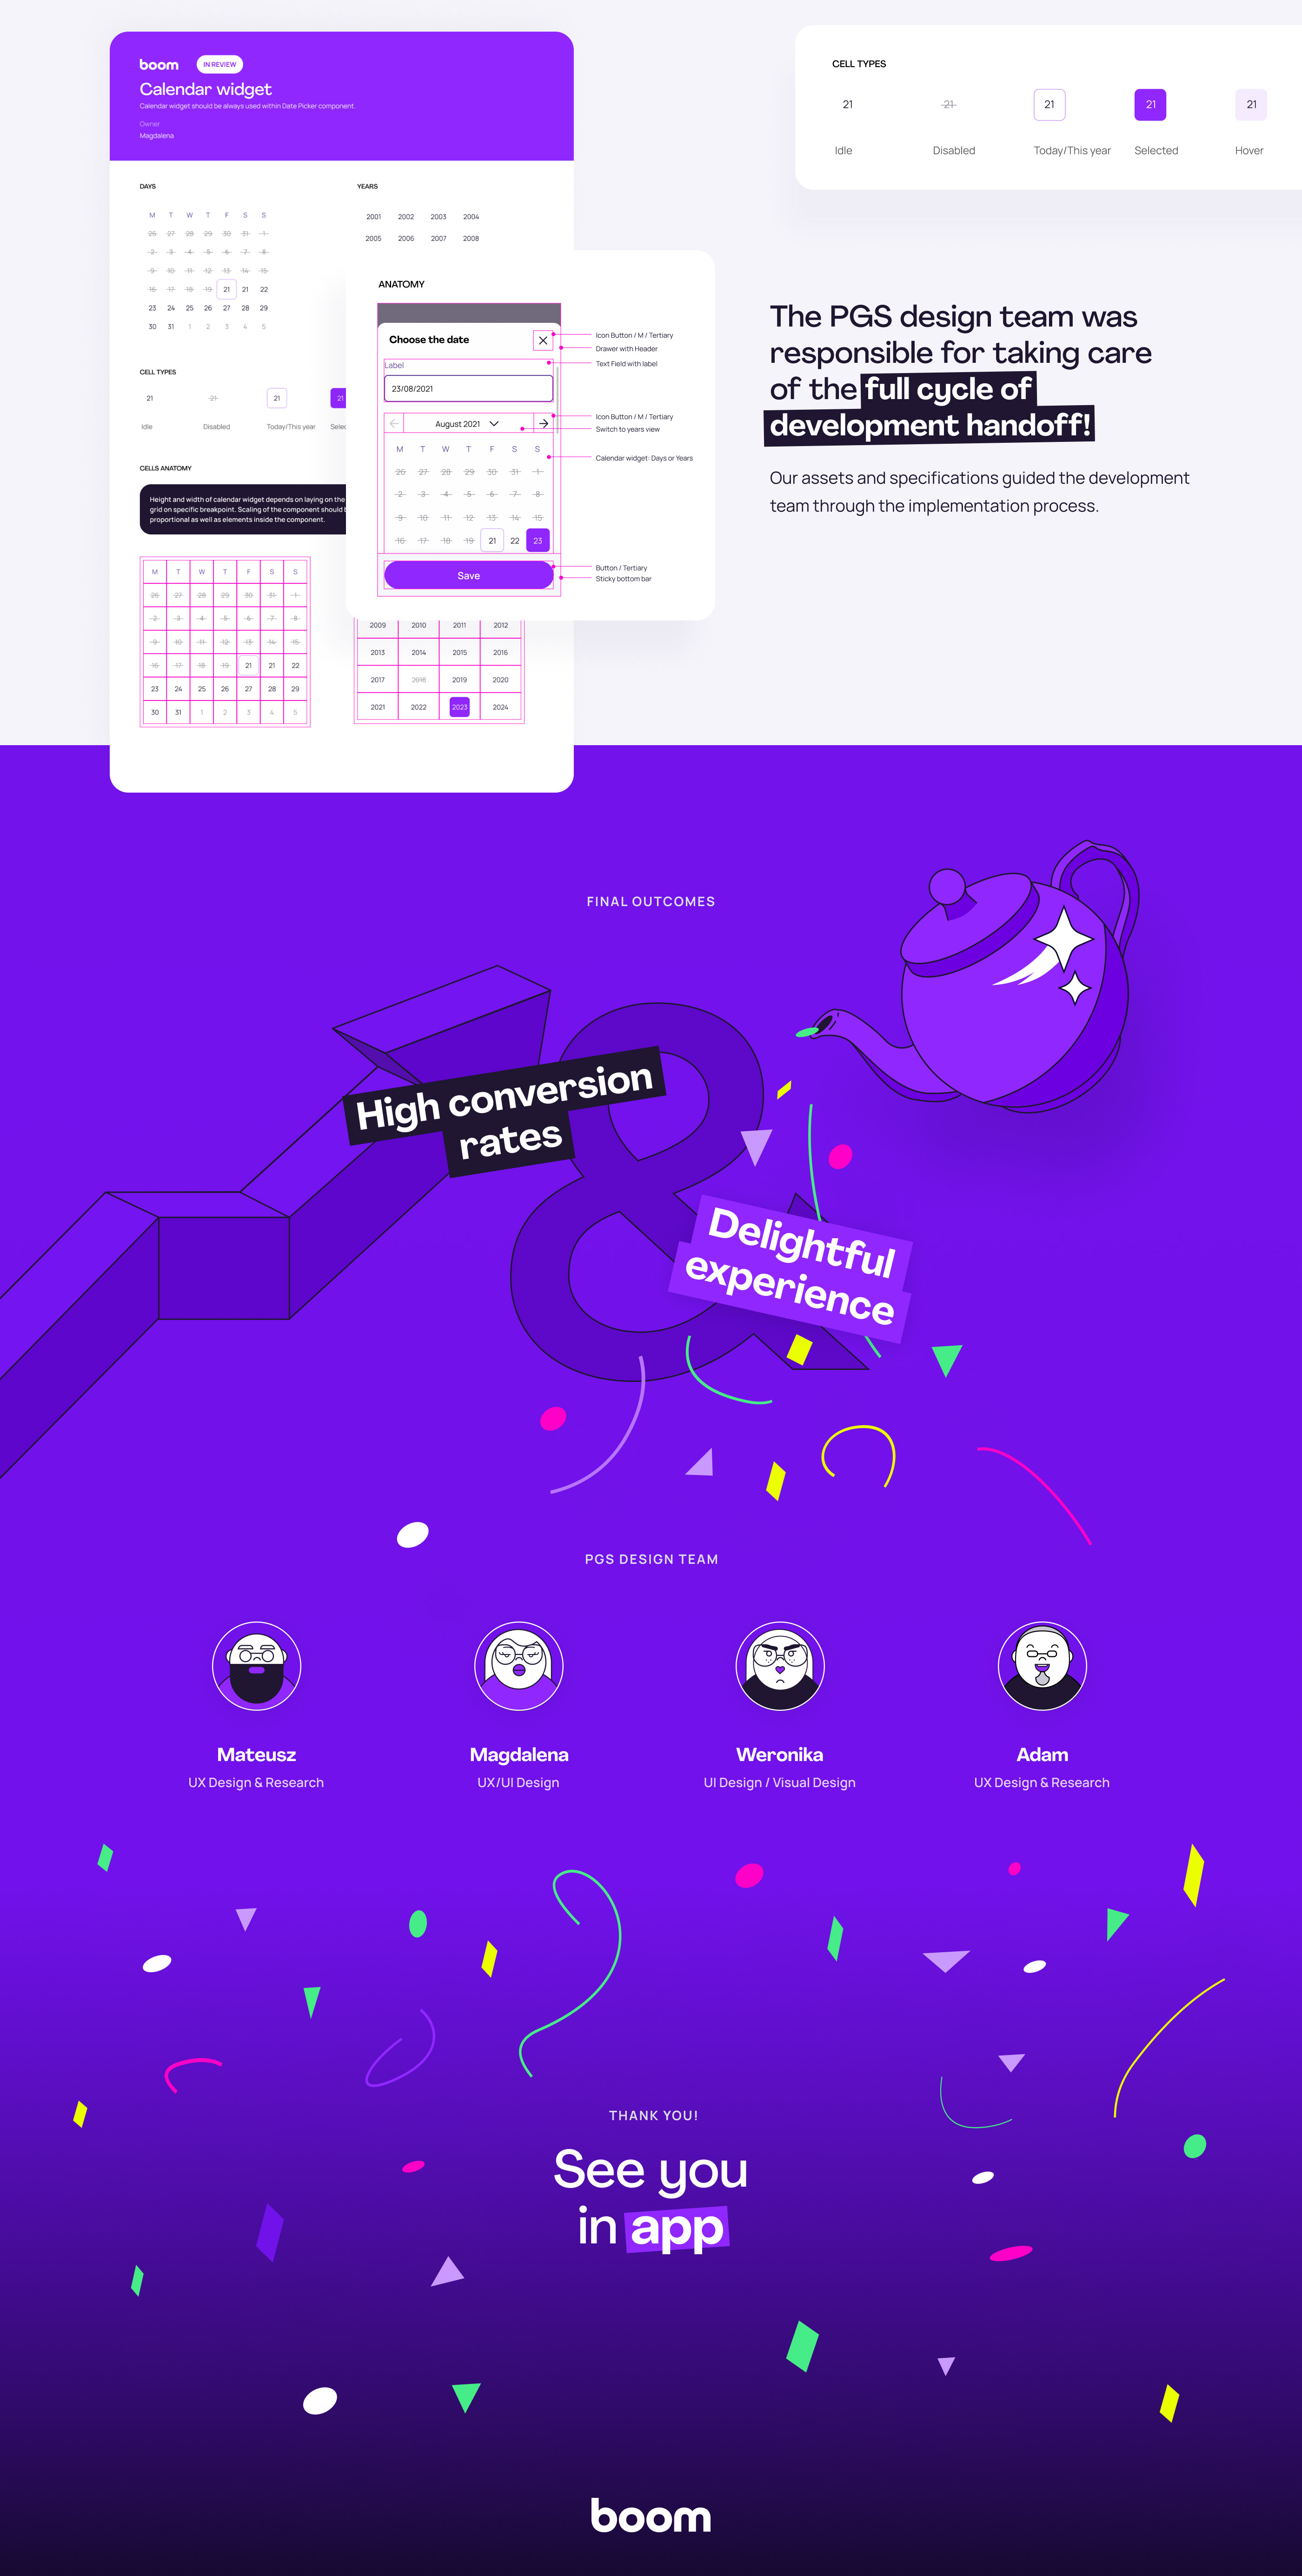 boom
IN REVIEW
Calendar widget
Calendar widget should be always used within Date Picker component.
Owner
Magdalena
DAYS
M T W T F S S
26 27 28 29 30 31 1
2 3 4 5 6 7 8
9 10 11 12 13 14 15
16 17 18 19 21 21 22
23 24 25 26 27 28 29
30 31 1 2 3 4 5
YEARS
2001 2002 2003 2004
2005 2006 2007 2008
CELL TYPES
21 21 21 21
Idle Disabled Today/This year Selec
CELLS ANATOMY
Height and width of calendar widget depends on laying on the
grid on specific breakpoint. Scaling of the component should b
proportional as well as elements inside the component.
M T W T F S S
26 27 28 29 30 31 1
2 3 4 5 6 7 8
9 10 11 12 13 14 15
16 17 18 19 21 21 22
23 24 25 26 27 28 29
30 31 1 2 3 4 5
2009 2010 2011 2012
2013 2014 2015 2016
2017 2018 2019 2020
2021 2022 2023 2024
ANATOMY
Choose the date
Label
23/08/2021
August 2021
M T W T F S S
26 27 28 29 30 31 1
2 3 4 5 6 7 8
9 10 11 12 13 14 15
16 17 18 19 21 22 23
Save
Icon Button / M / Tertiary
Drawer with Header
Text Field with label
Icon Button / M / Tertiary
Switch to years view
Calendar widget: Days or Years
Button / Tertiary
Sticky bottom bar
CELL TYPES
21 21 21 21 21
Idle Disabled Today/This year Selected Hover
The PGS design team was
responsible for taking care
of the full cycle of
development handoff!
Our assets and specifications guided the development
team through the implementation process.
FINAL OUTCOMES
High conversion
rates
&
Delightful
experience
PGS DESIGN TEAM
Mateusz
UX Design & Research
Magdalena
UX/UI Design
Weronika
UI Design / Visual Design
Adam
UX Design & Research
THANK YOU!
See you
in app
boom